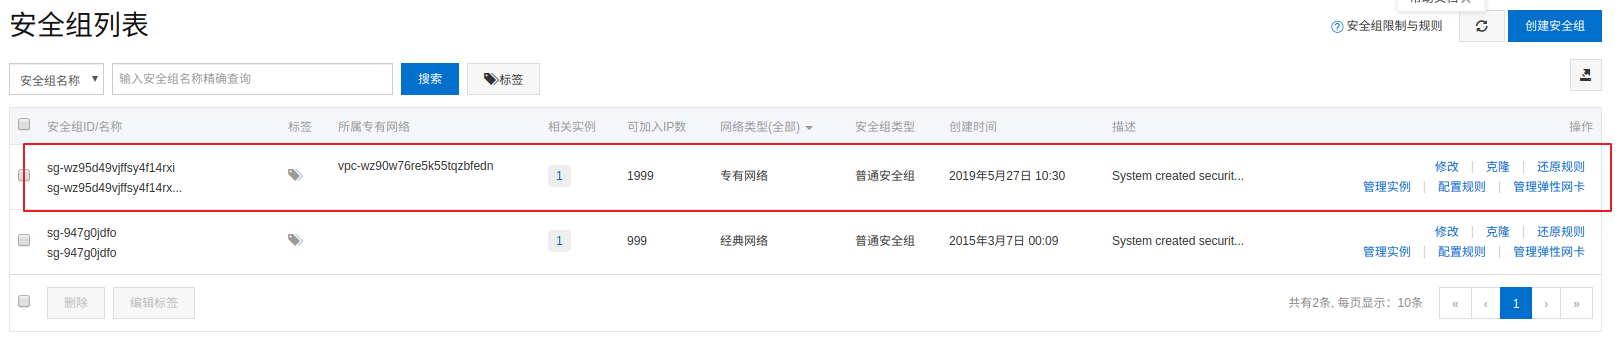 安全组列表
安全组限制与规则
创建安全组
安全组名称
输入安全组名称精确查询
搜索
标签
安全组ID/名称 标签 所属专有网络 相关实例 可加入IP数 网络类型(全部) 安全组类型 创建时间 描述 操作
sg-wz95d49vjffsy4f14rxi
sg-wz95d49vjffsy4f14rx...
vpc-wz90w76re5k55tqzbfedn
1
1999
专有网络
普通安全组
2019年5月27日 10:30
System created securit...
修改 | 克隆 | 还原规则
管理实例 | 配置规则 | 管理弹性网卡
sg-947g0jdfo
sg-947g0jdfo
1
999
经典网络
普通安全组
2015年3月7日 00:09
System created securit...
修改 | 克隆 | 还原规则
管理实例 | 配置规则 | 管理弹性网卡
删除
编辑标签
共有2条, 每页显示：10条
« ‹ 1 › »